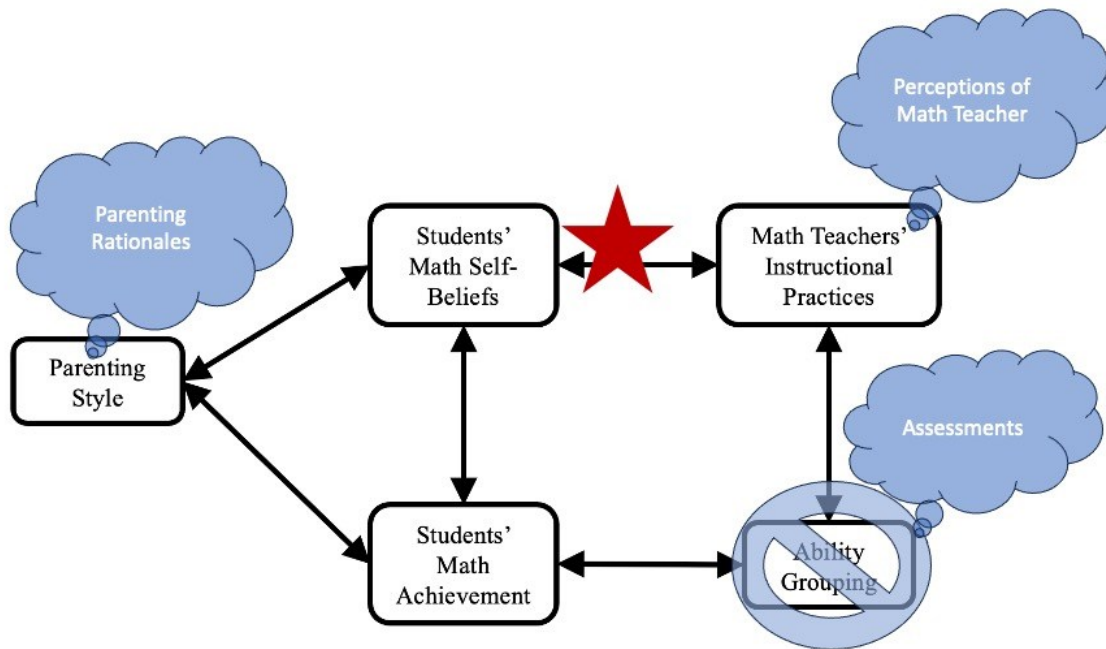 Perceptions of
Math Teacher
Parenting
Rationales
Students’
Math Self-
Beliefs
Math Teachers’
Instructional
Practices
Parenting
Style
Assessments
Students’
Math
Achievement
Ability
Grouping